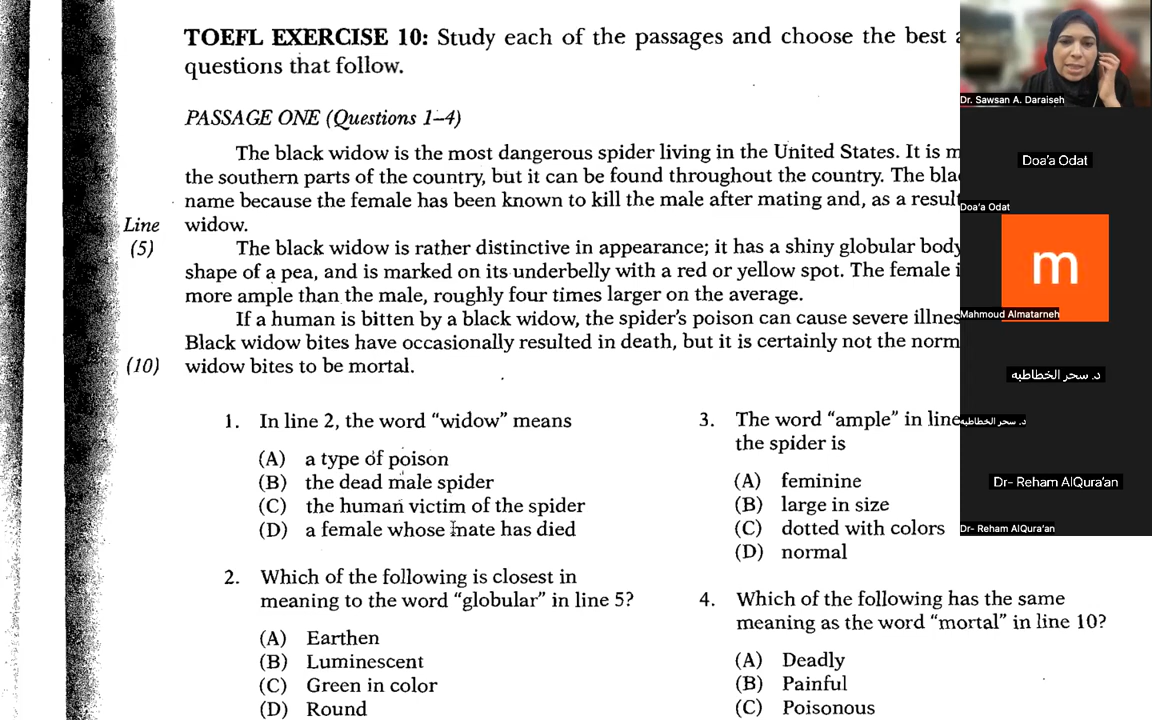 TOEFL EXERCISE 10: Study each of the passages and choose the best
questions that follow.
PASSAGE ONE (Questions 1–4)
The black widow is the most dangerous spider living in the United States. It is
the southern parts of the country, but it can be found throughout the country. The
name because the female has been known to kill the male after mating and, as a
Line widow.
(5) The black widow is rather distinctive in appearance; it has a shiny globular body
shape of a pea, and is marked on its underbelly with a red or yellow spot. The female
more ample than the male, roughly four times larger on the average.
If a human is bitten by a black widow, the spider's poison can cause severe
Black widow bites have occasionally resulted in death, but it is certainly not the
(10) widow bites to be mortal.
1. In line 2, the word “widow” means
(A) a type of poison
(B) the dead male spider
(C) the human victim of the spider
(D) a female whose mate has died
2. Which of the following is closest in
meaning to the word “globular” in line 5?
(A) Earthen
(B) Luminescent
(C) Green in color
(D) Round
3. The word “ample” in line
the spider is
(A) feminine
(B) large in size
(C) dotted with colors
(D) normal
4. Which of the following has the same
meaning as the word “mortal” in line 10?
(A) Deadly
(B) Painful
(C) Poisonous
Dr. Sawsan A. Daraiseh
Doa'a Odat
Doa'a Odat
m
Mahmoud Almatarneh
د. سحر الخطاطبه
د. سحر الخطاطبه
Dr- Reham AlQura'an
Dr- Reham AlQura'an